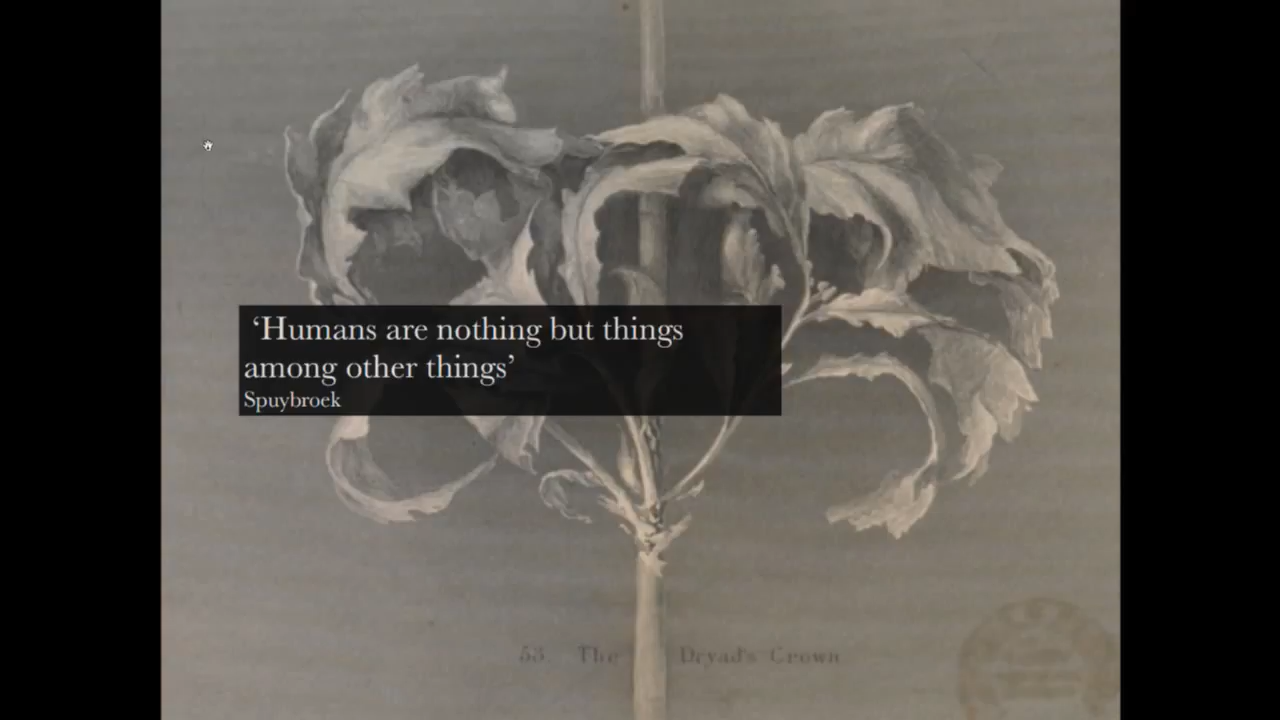 ‘Humans are nothing but things
among other things’
Spuybroek
53. The Dryad's Crown